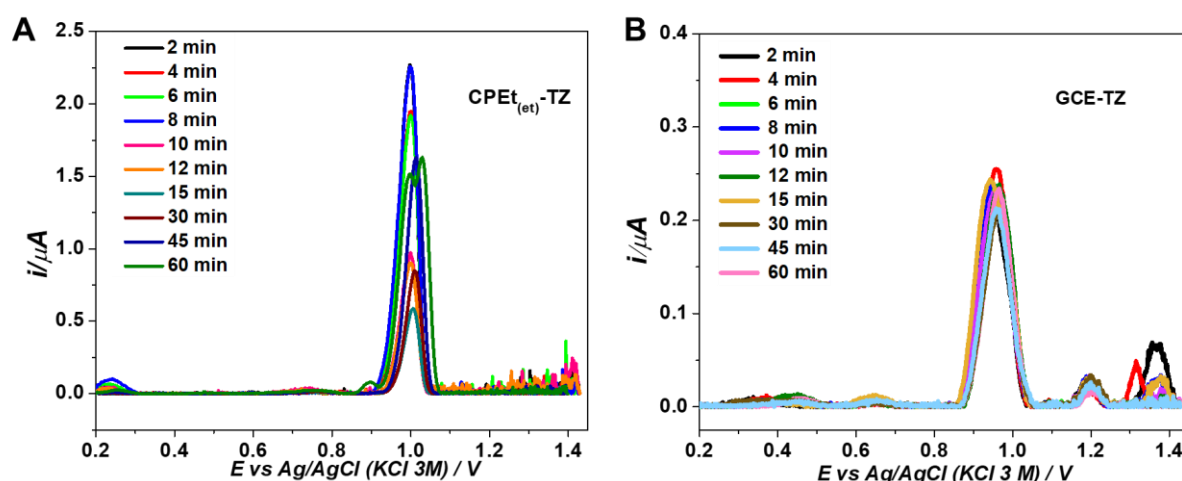 A
2.5
2.0
1.5
1.0
0.5
0.0
i/μA
2 min
4 min
6 min
8 min
10 min
12 min
15 min
30 min
45 min
60 min
CPEt(et)-TZ
0.2 0.4 0.6 0.8 1.0 1.2 1.4
E vs Ag/AgCl (KCl 3M) / V
B
0.4
0.3
0.2
0.1
0.0
i/μA
2 min
4 min
6 min
8 min
10 min
12 min
15 min
30 min
45 min
60 min
GCE-TZ
0.2 0.4 0.6 0.8 1.0 1.2 1.4
E vs Ag/AgCl (KCl 3 M) / V